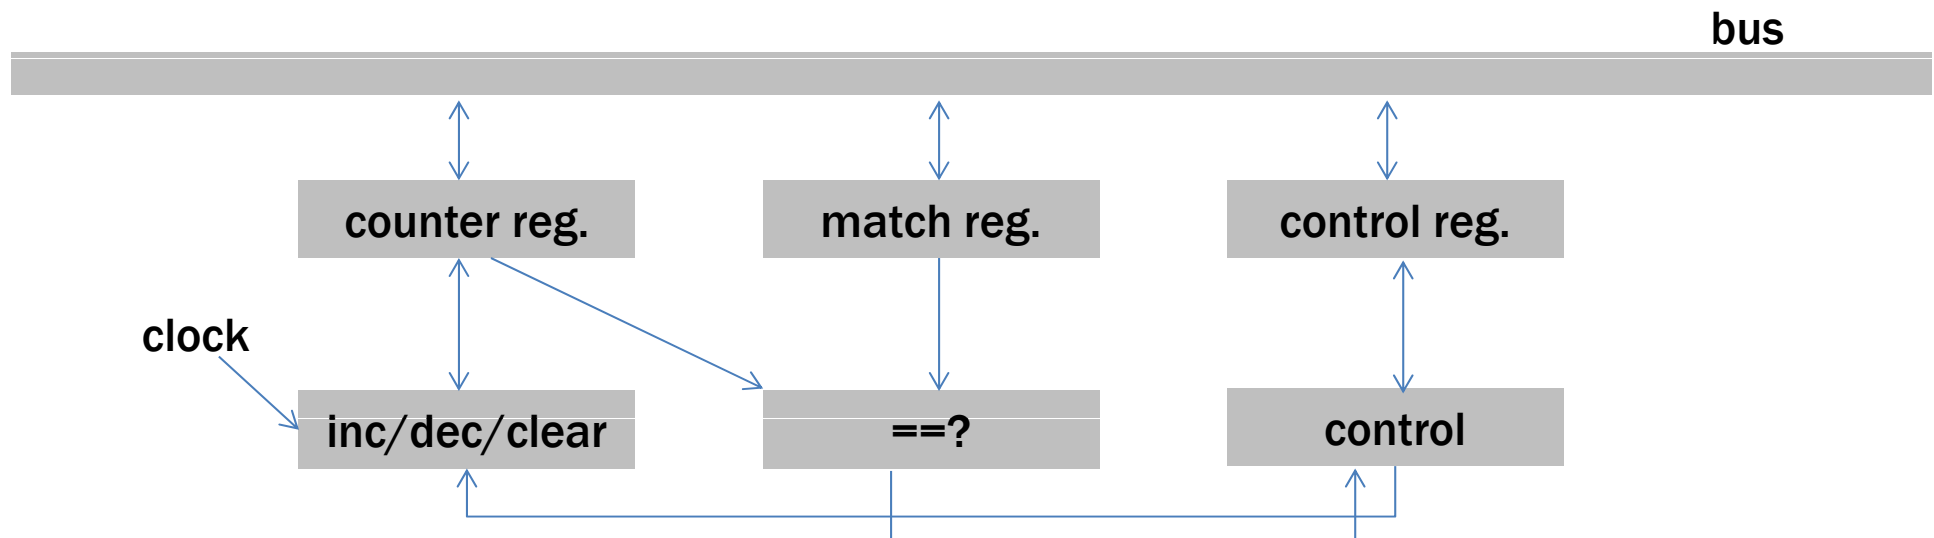 bus
counter reg.
match reg.
control reg.
clock
inc/dec/clear
==?
control